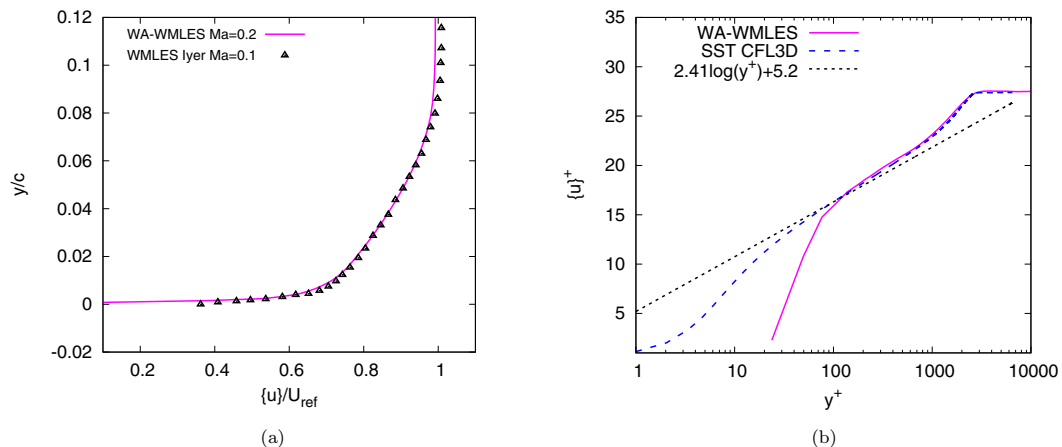 0.12
0.1
0.08
0.06
0.04
0.02
0
-0.02
y/c
WA-WMLES Ma=0.2
WMLES Iyer Ma=0.1
0.2 0.4 0.6 0.8 1
{u}/U_ref
(a)
35
30
25
20
15
10
5
{u}⁺
WA-WMLES
SST CFL3D
2.41log(y⁺)+5.2
1 10 100 1000 10000
y⁺
(b)